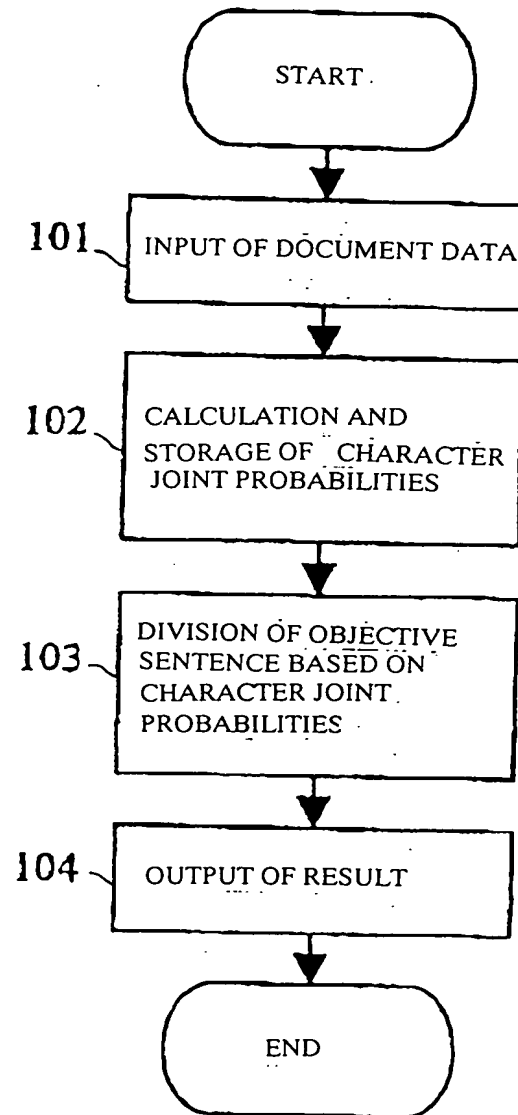 START
101
INPUT OF DOCUMENT DATA
102
CALCULATION AND
STORAGE OF CHARACTER
JOINT PROBABILITIES
103
DIVISION OF OBJECTIVE
SENTENCE BASED ON
CHARACTER JOINT
PROBABILITIES
104
OUTPUT OF RESULT
END